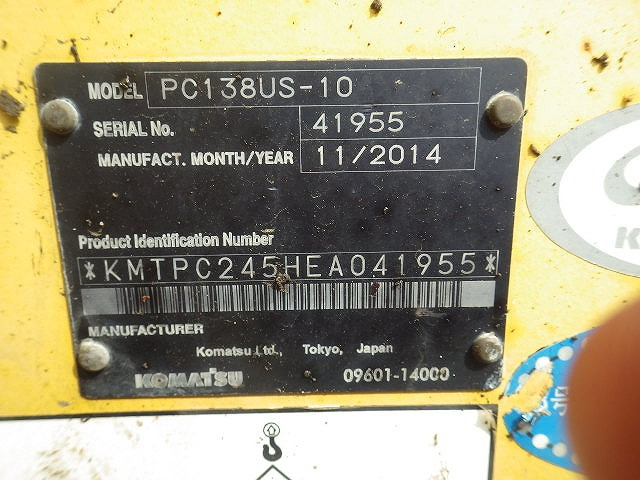 MODEL PC138US-10
SERIAL No. 41955
MANUFACT. MONTH/YEAR 11/2014
Product Identification Number
*KMTPC245HEA041955*
MANUFACTURER
Komatsu Ltd., Tokyo, Japan
KOMATSU 09601-14000